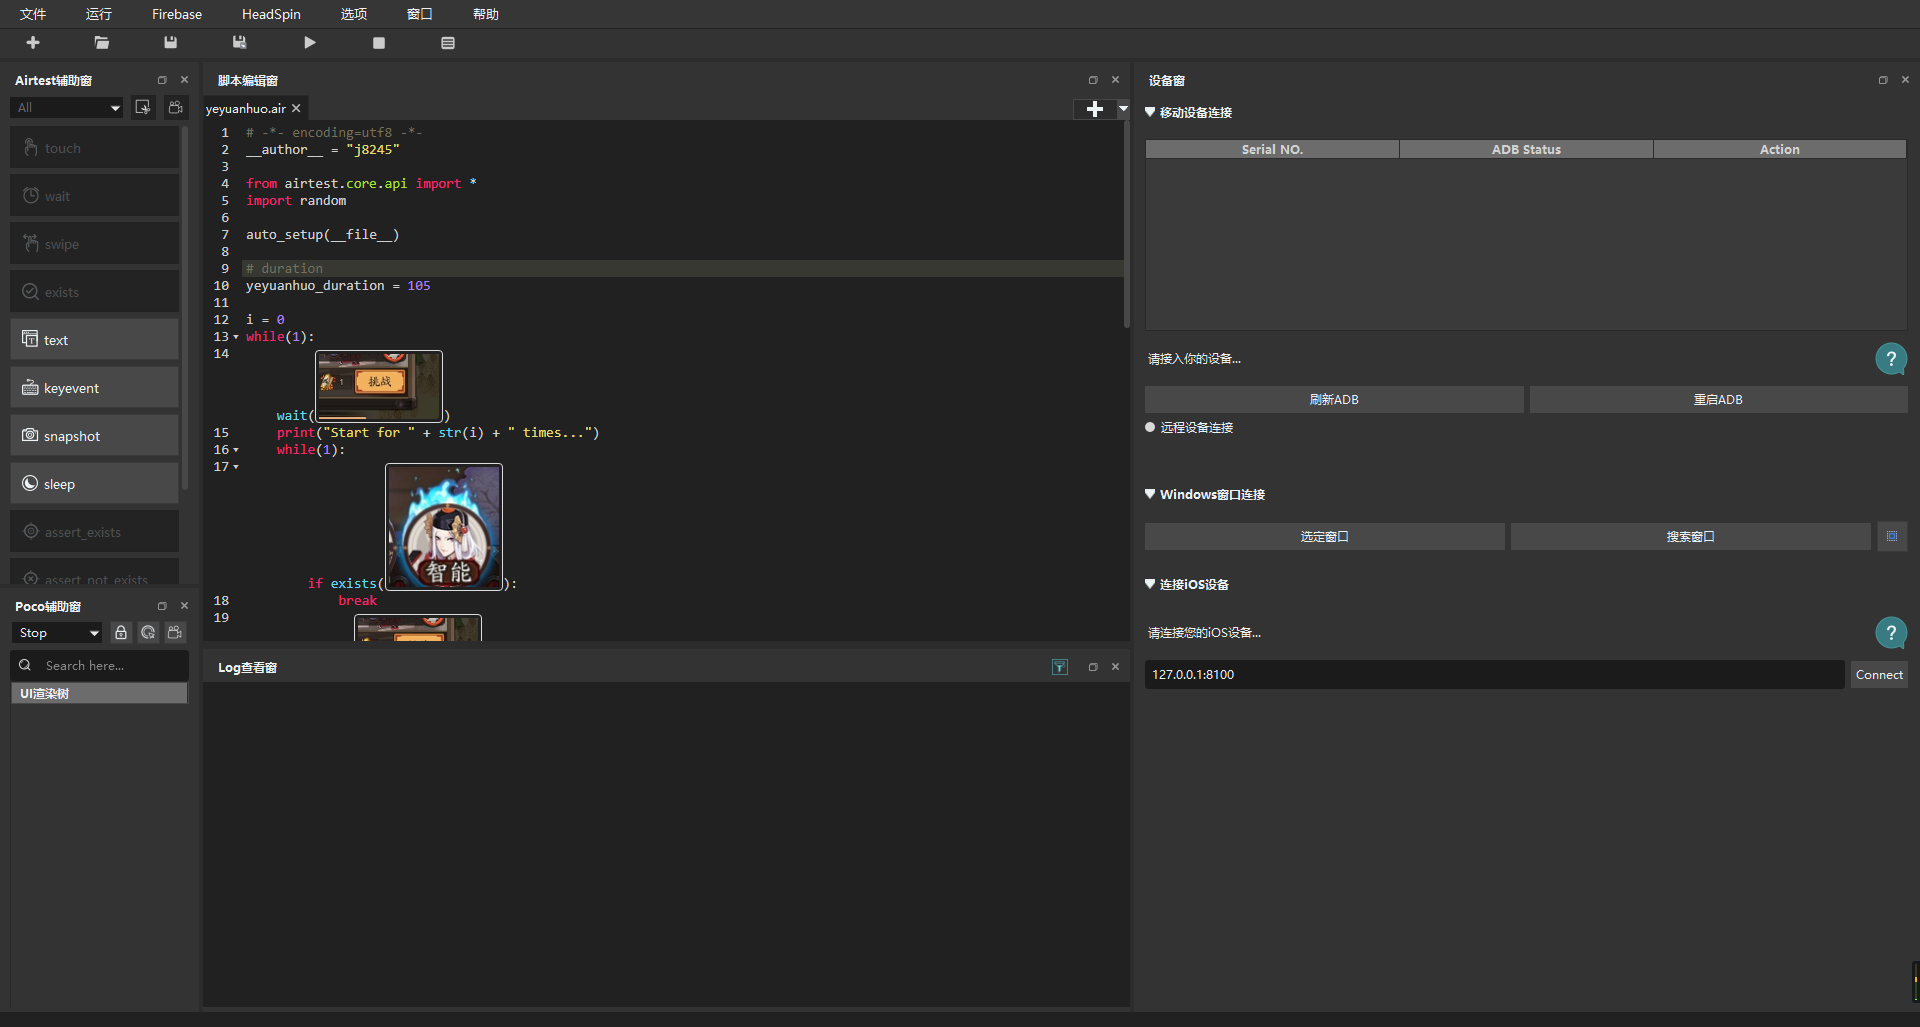 文件 运行 Firebase HeadSpin 选项 窗口 帮助
Airtest辅助窗
All
touch
wait
swipe
exists
text
keyevent
snapshot
sleep
assert_exists
assert_not_exists
Poco辅助窗
Stop
Search here...
UI渲染树
脚本编辑窗
yeyuanhuo.air
1 # -*- encoding=utf8 -*-
2 __author__ = "j8245"
3
4 from airtest.core.api import *
5 import random
6
7 auto_setup(__file__)
8
9 # duration
10 yeyuanhuo_duration = 105
11
12 i = 0
13 while(1):
14
1 挑战
wait( )
15 print("Start for " + str(i) + " times...")
16 while(1):
17
智能
if exists( ):
18 break
19
Log查看窗
设备窗
移动设备连接
Serial NO. ADB Status Action
请接入你的设备...
?
刷新ADB 重启ADB
远程设备连接
Windows窗口连接
选定窗口 搜索窗口
连接iOS设备
请连接您的iOS设备...
?
127.0.0.1:8100 Connect